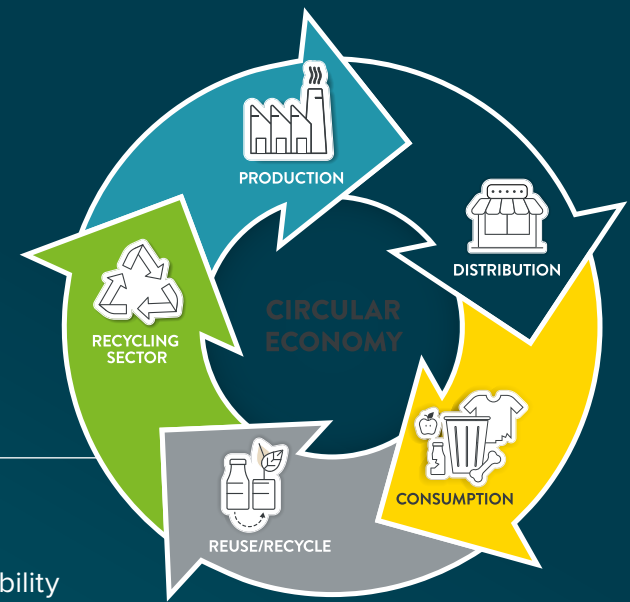 PRODUCTION
DISTRIBUTION
CIRCULAR
ECONOMY
RECYCLING
SECTOR
CONSUMPTION
REUSE/RECYCLE
bility